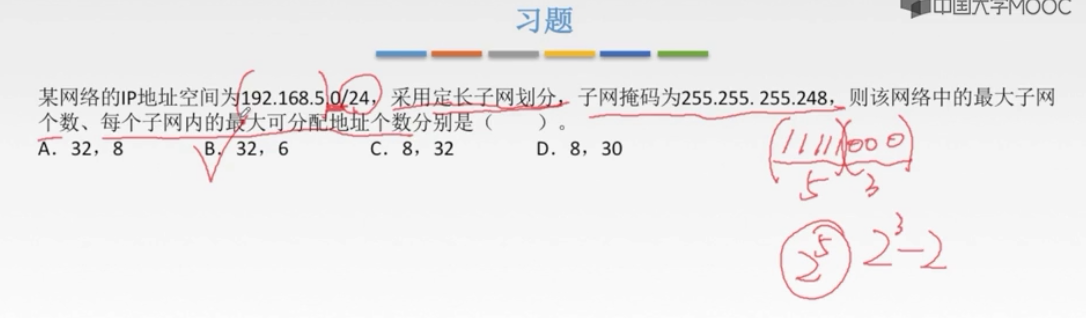 中国大学MOOC
习题
某网络的IP地址空间为192.168.5.0/24，采用定长子网划分，子网掩码为255.255. 255.248，则该网络中的最大子网
个数、每个子网内的最大可分配地址个数分别是（　　）。
A．32，8　B．32，6　C．8，32　D．8，30
11111 000
5 3
2^5 2^3-2